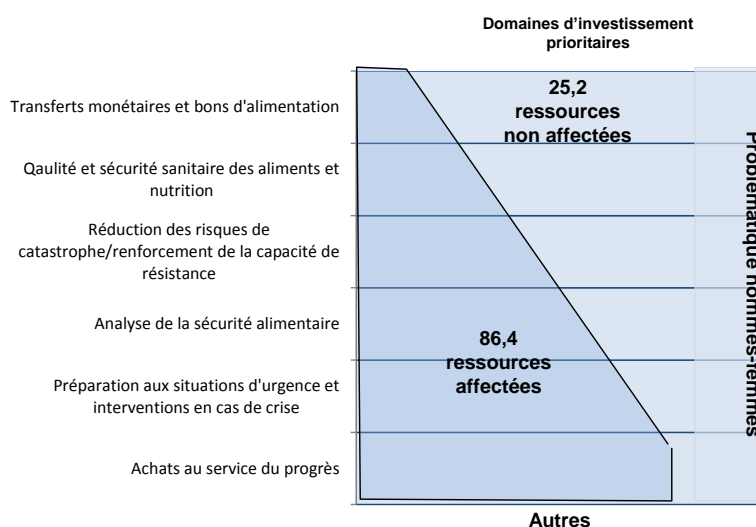 Domaines d’investissement
prioritaires
Transferts monétaires et bons d'alimentation
Qaulité et sécurité sanitaire des aliments et
nutrition
Réduction des risques de
catastrophe/renforcement de la capacité de
résistance
Analyse de la sécurité alimentaire
Préparation aux situations d'urgence et
interventions en cas de crise
Achats au service du progrès
25,2
ressources
non affectées
86,4
ressources
affectées
Problématique hommes-femmes
Autres